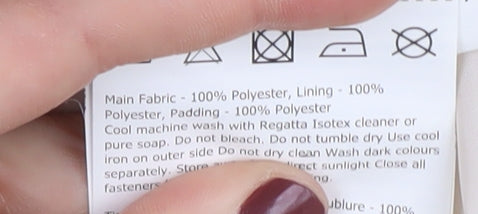 Main Fabric - 100% Polyester, Lining - 100%
Polyester, Padding - 100% Polyester
Cool machine wash with Regatta Isotex cleaner or
pure soap. Do not bleach. Do not tumble dry Use cool
iron on outer side Do not dry clean Wash dark colours
separately. Store direct sunlight Close all
fasteners
ublure - 100%